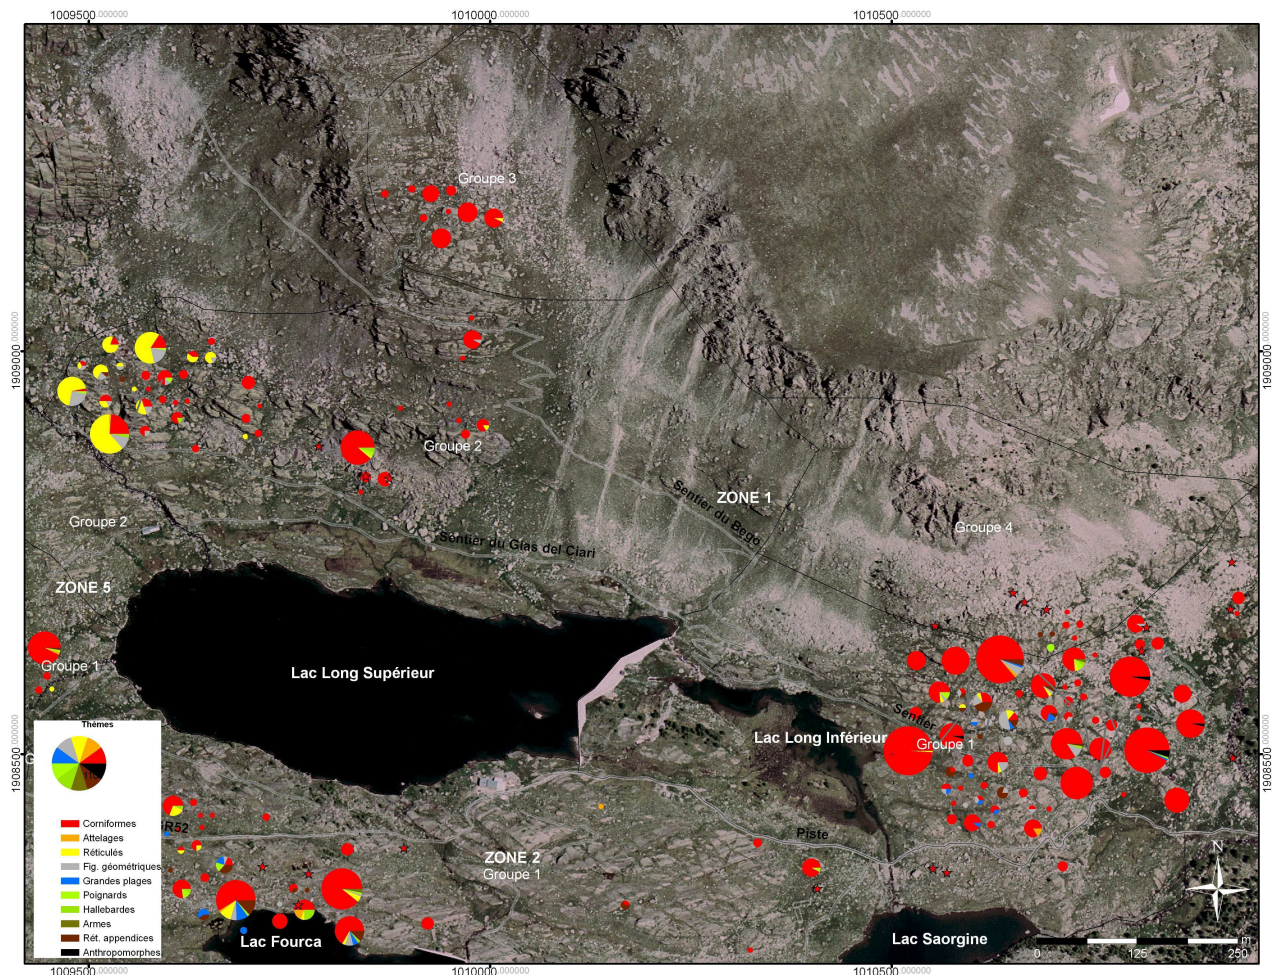 1009500.000000
1010000.000000
1010500.000000
Groupe 3
1909000.000000
1909000.000000
Groupe 2
ZONE 1
Sentier du Bego
Groupe 4
Groupe 2
Sentier du Glas del Ciari
ZONE 5
Groupe 1
Lac Long Supérieur
Sentier
Lac Long Inférieur
Groupe 1
1908500.000000
1908500.000000
Thèmes
Corniformes
Attelages
Réticulés
Fig. géométriques
Grandes plages
Poignards
Hallebardes
Armes
Rét. appendices
Anthropomorphes
GR52
Piste
ZONE 2
Groupe 1
N
Lac Fourca
Lac Saorgine
m
0 125 250
1009500.000000
1010000.000000
1010500.000000